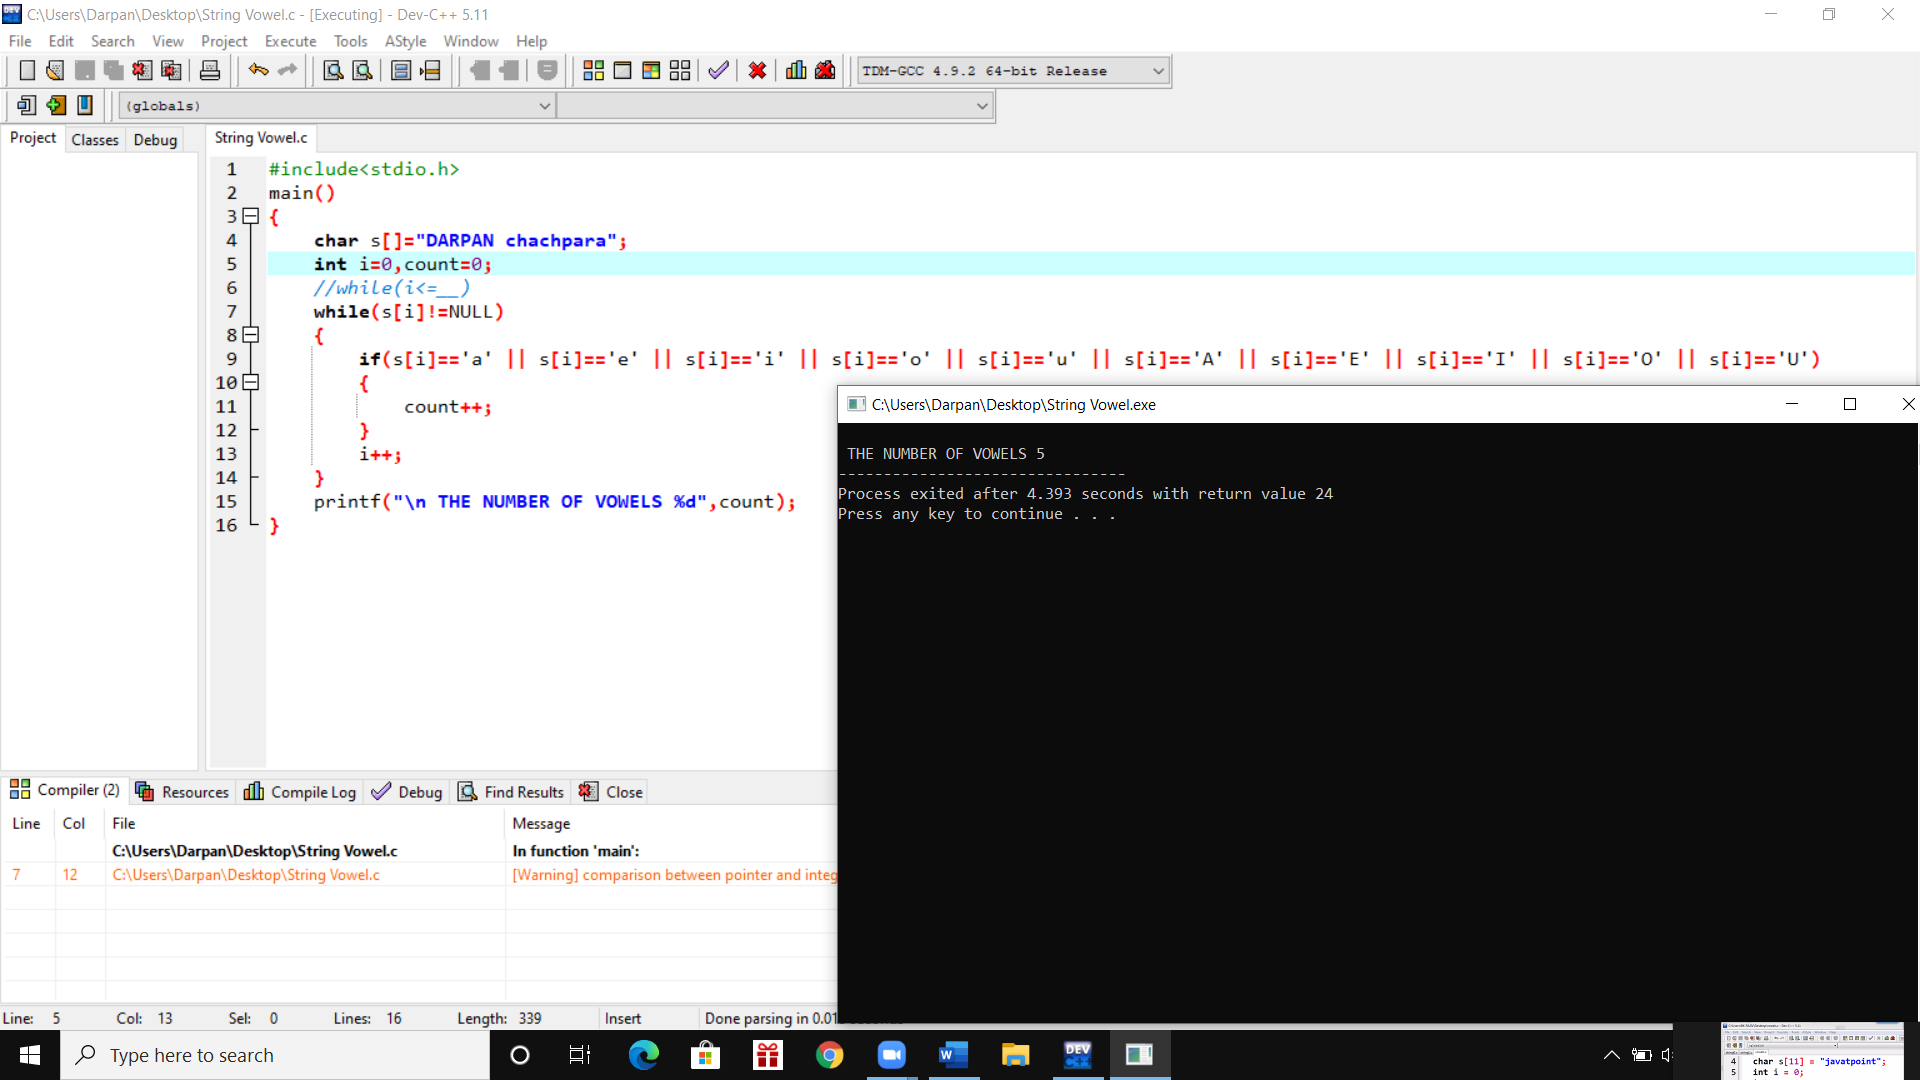 C:\Users\Darpan\Desktop\String Vowel.c - [Executing] - Dev-C++ 5.11
File Edit Search View Project Execute Tools AStyle Window Help
TDM-GCC 4.9.2 64-bit Release
(globals)
Project Classes Debug
String Vowel.c
1 #include<stdio.h>
2 main()
3 {
4 char s[]="DARPAN chachpara";
5 int i=0,count=0;
6 //while(i<=__)
7 while(s[i]!=NULL)
8 {
9 if(s[i]=='a' || s[i]=='e' || s[i]=='i' || s[i]=='o' || s[i]=='u' || s[i]=='A' || s[i]=='E' || s[i]=='I' || s[i]=='O' || s[i]=='U')
10 {
11 count++;
12 }
13 i++;
14 }
15 printf("\n THE NUMBER OF VOWELS %d",count);
16 }
C:\Users\Darpan\Desktop\String Vowel.exe
THE NUMBER OF VOWELS 5
--------------------------------
Process exited after 4.393 seconds with return value 24
Press any key to continue . . .
Compiler (2) Resources Compile Log Debug Find Results Close
Line Col File Message
C:\Users\Darpan\Desktop\String Vowel.c In function 'main':
7 12 C:\Users\Darpan\Desktop\String Vowel.c [Warning] comparison between pointer and integ
Line: 5 Col: 13 Sel: 0 Lines: 16 Length: 339 Insert Done parsing in 0.01
Type here to search
DEV C++
4 char s[11] = "javatpoint";
5 int i = 0;